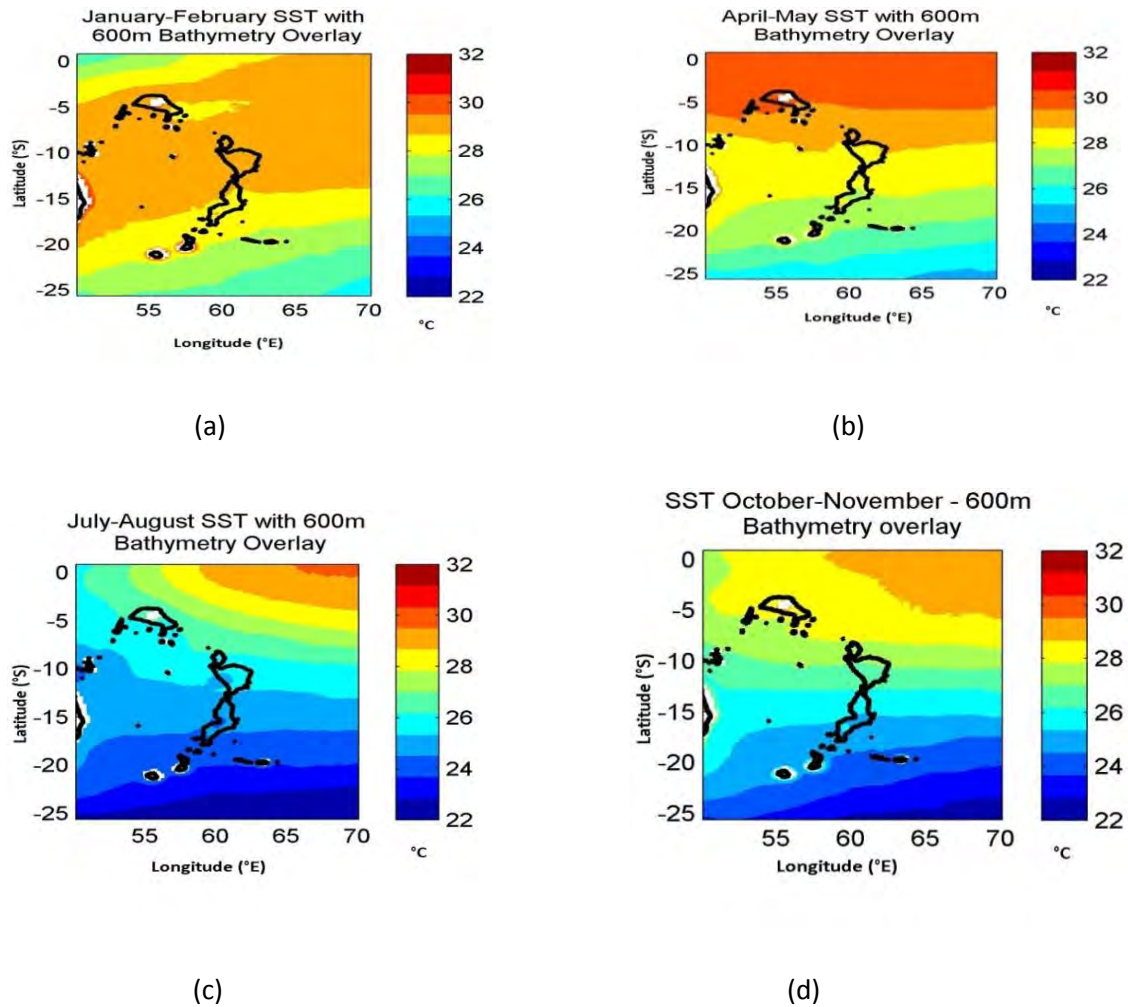 January-February SST with
600m Bathymetry Overlay
0
-5
-10
-15
-20
-25
Latitude (°S)
55 60 65 70
Longitude (°E)
32
30
28
26
24
22
°C
(a)
April-May SST with 600m
Bathymetry Overlay
0
-5
-10
-15
-20
-25
Latitude (°S)
55 60 65 70
Longitude (°E)
32
30
28
26
24
22
°C
(b)
July-August SST with 600m
Bathymetry Overlay
0
-5
-10
-15
-20
-25
Latitude (°S)
55 60 65 70
Longitude (°E)
32
30
28
26
24
22
°C
(c)
SST October-November - 600m
Bathymetry overlay
0
-5
-10
-15
-20
-25
Latitude (°S)
55 60 65 70
Longitude (°E)
32
30
28
26
24
22
°C
(d)